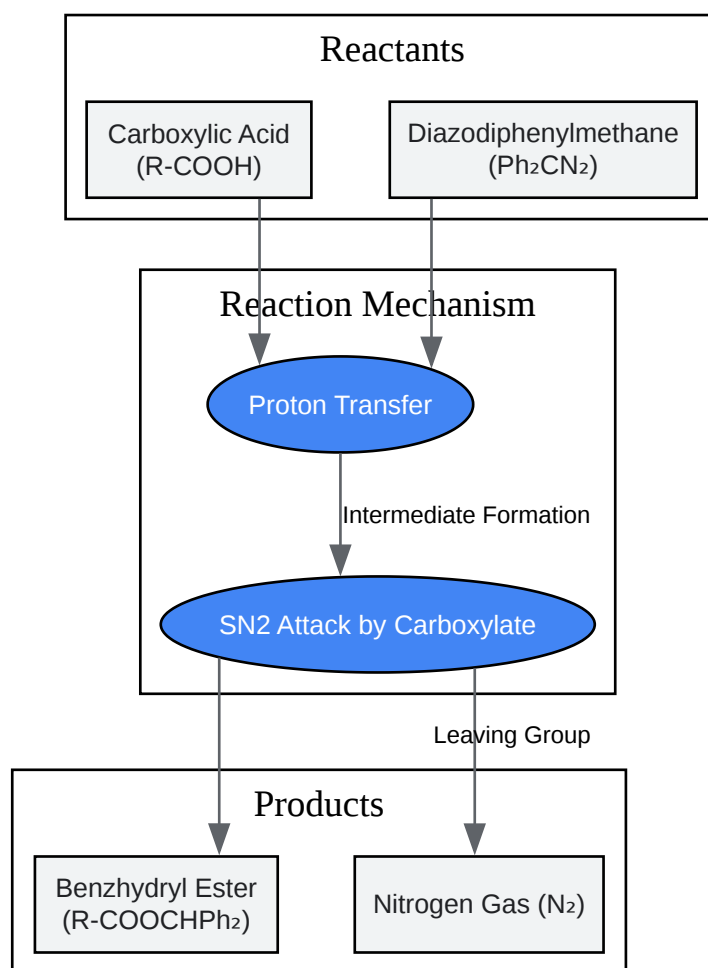 Reactants
Carboxylic Acid
(R-COOH)
Diazodiphenylmethane
(Ph₂CN₂)
Reaction Mechanism
Proton Transfer
Intermediate Formation
SN2 Attack by Carboxylate
Leaving Group
Products
Benzhydryl Ester
(R-COOCHPh₂)
Nitrogen Gas (N₂)